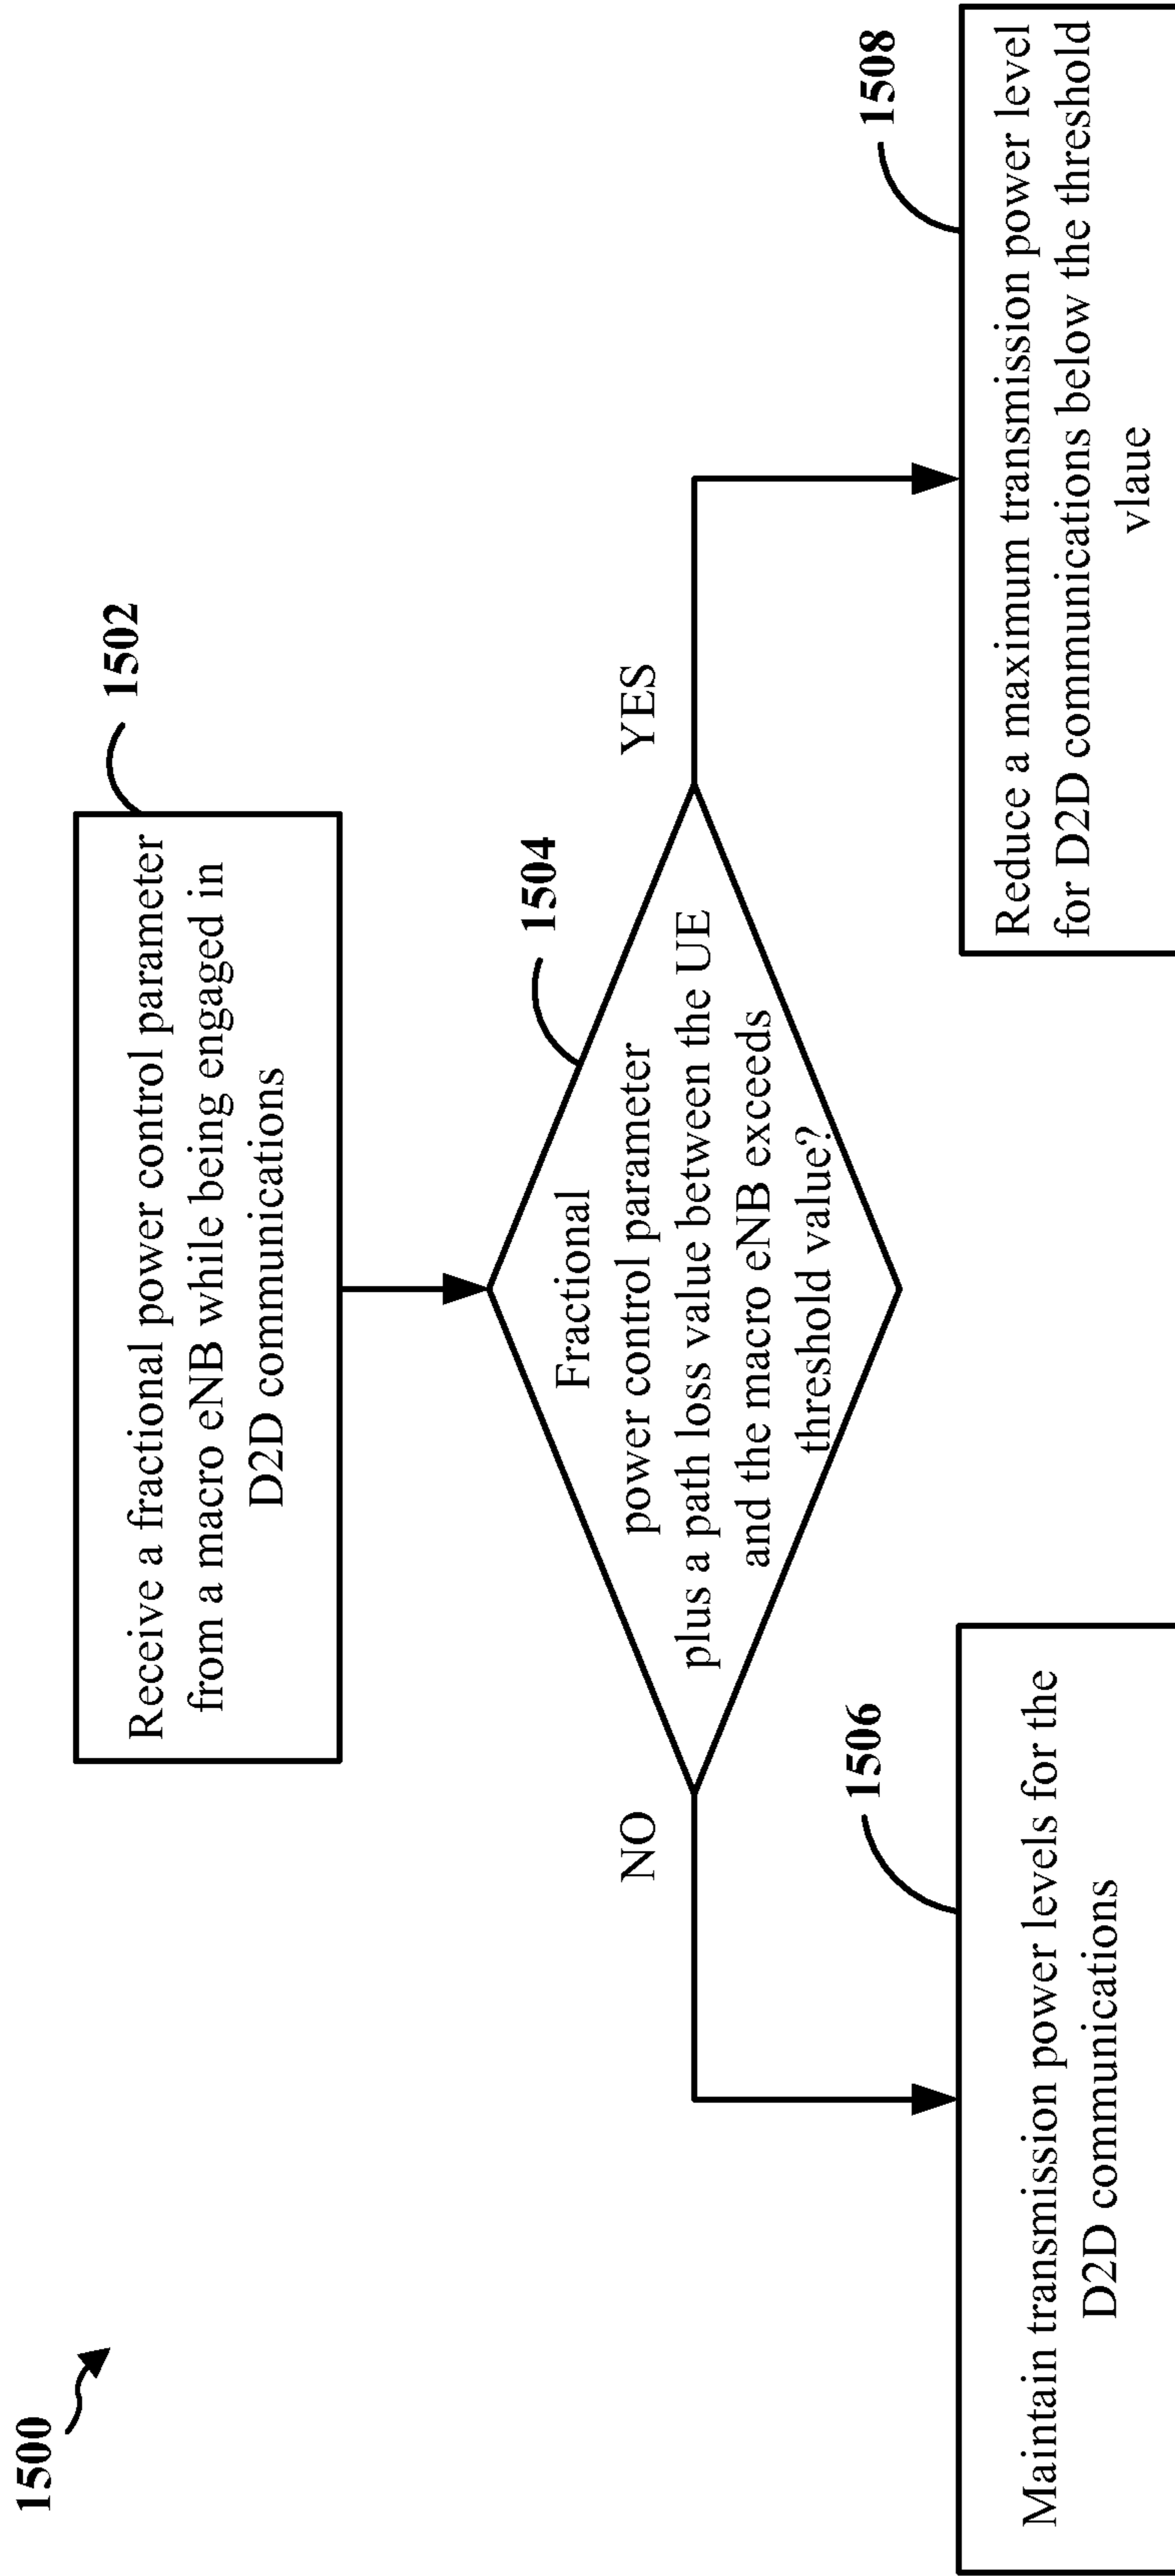 1500
1502
Receive a fractional power control parameter
from a macro eNB while being engaged in
D2D communications
1504
Fractional
power control parameter
plus a path loss value between the UE
and the macro eNB exceeds
threshold value?
NO
YES
1506
Maintain transmission power levels for the
D2D communications
1508
Reduce a maximum transmission power level
for D2D communications below the threshold
vlaue